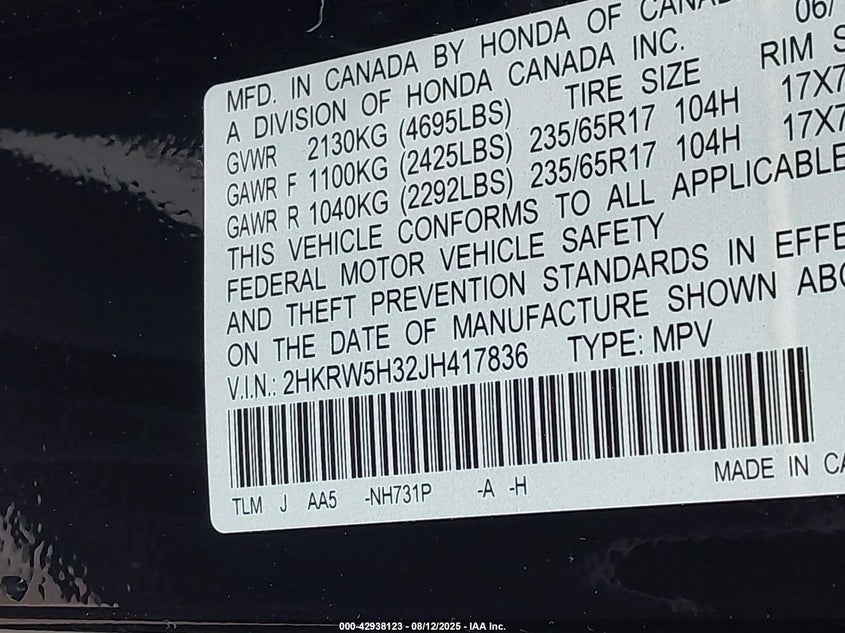 MFD. IN CANADA BY HONDA OF 06/
A DIVISION OF HONDA CANADA INC.
GVWR 2130KG (4695LBS) TIRE SIZE RIM S
GAWR F 1100KG (2425LBS) 235/65R17 104H 17X7
GAWR R 1040KG (2292LBS) 235/65R17 104H 17X7
THIS VEHICLE CONFORMS TO ALL APPLICABLE
FEDERAL MOTOR VEHICLE SAFETY
AND THEFT PREVENTION STANDARDS IN EFFE
ON THE DATE OF MANUFACTURE SHOWN ABO
V.I.N.: 2HKRW5H32JH417836 TYPE: MPV
TLM J AA5 -NH731P -A -H MADE IN CA
000-42938123 - 08/12/2025 - IAA Inc.